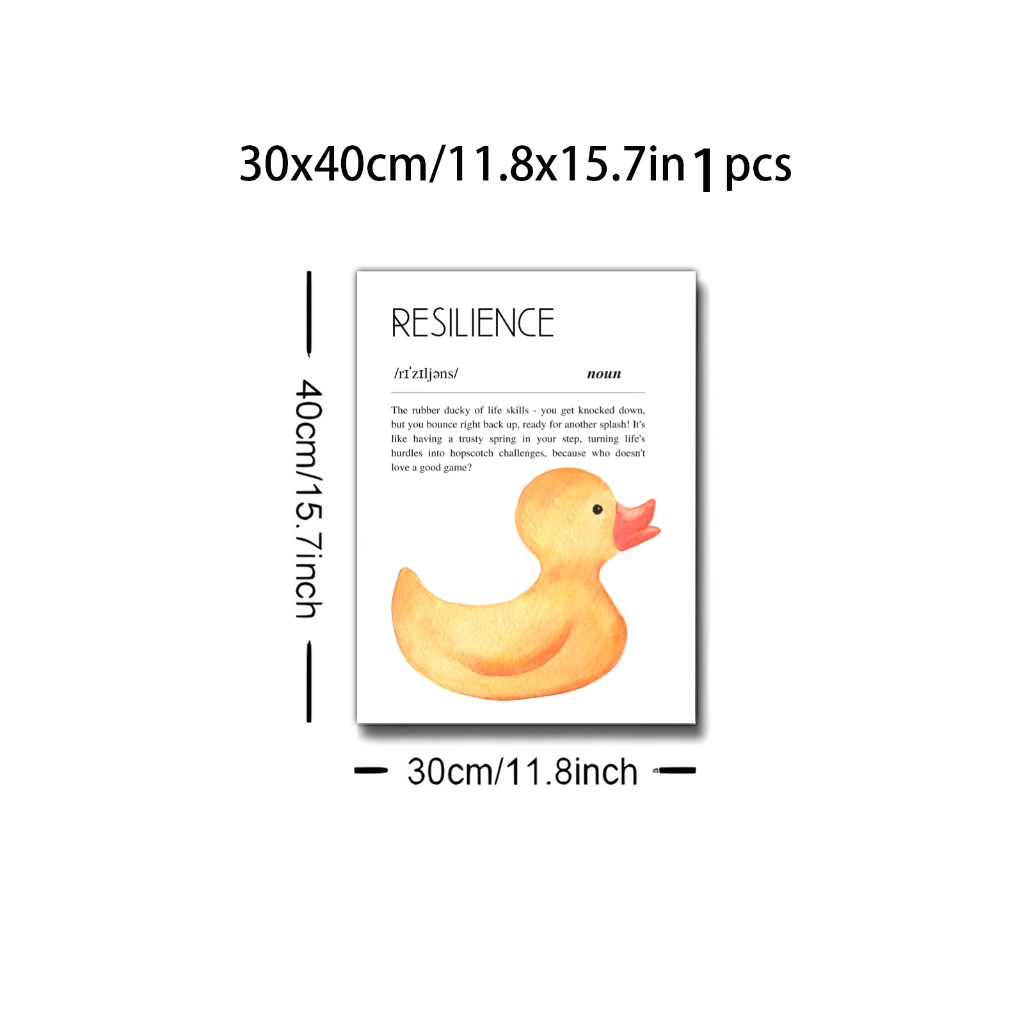 30x40cm/11.8x15.7in1pcs
RESILIENCE
/rɪˈzɪljəns/ noun
The rubber ducky of life skills - you get knocked down,
but you bounce right back up, ready for another splash! It's
like having a trusty spring in your step, turning life's
hurdles into hopscotch challenges, because who doesn't
love a good game?
40cm/15.7inch
30cm/11.8inch